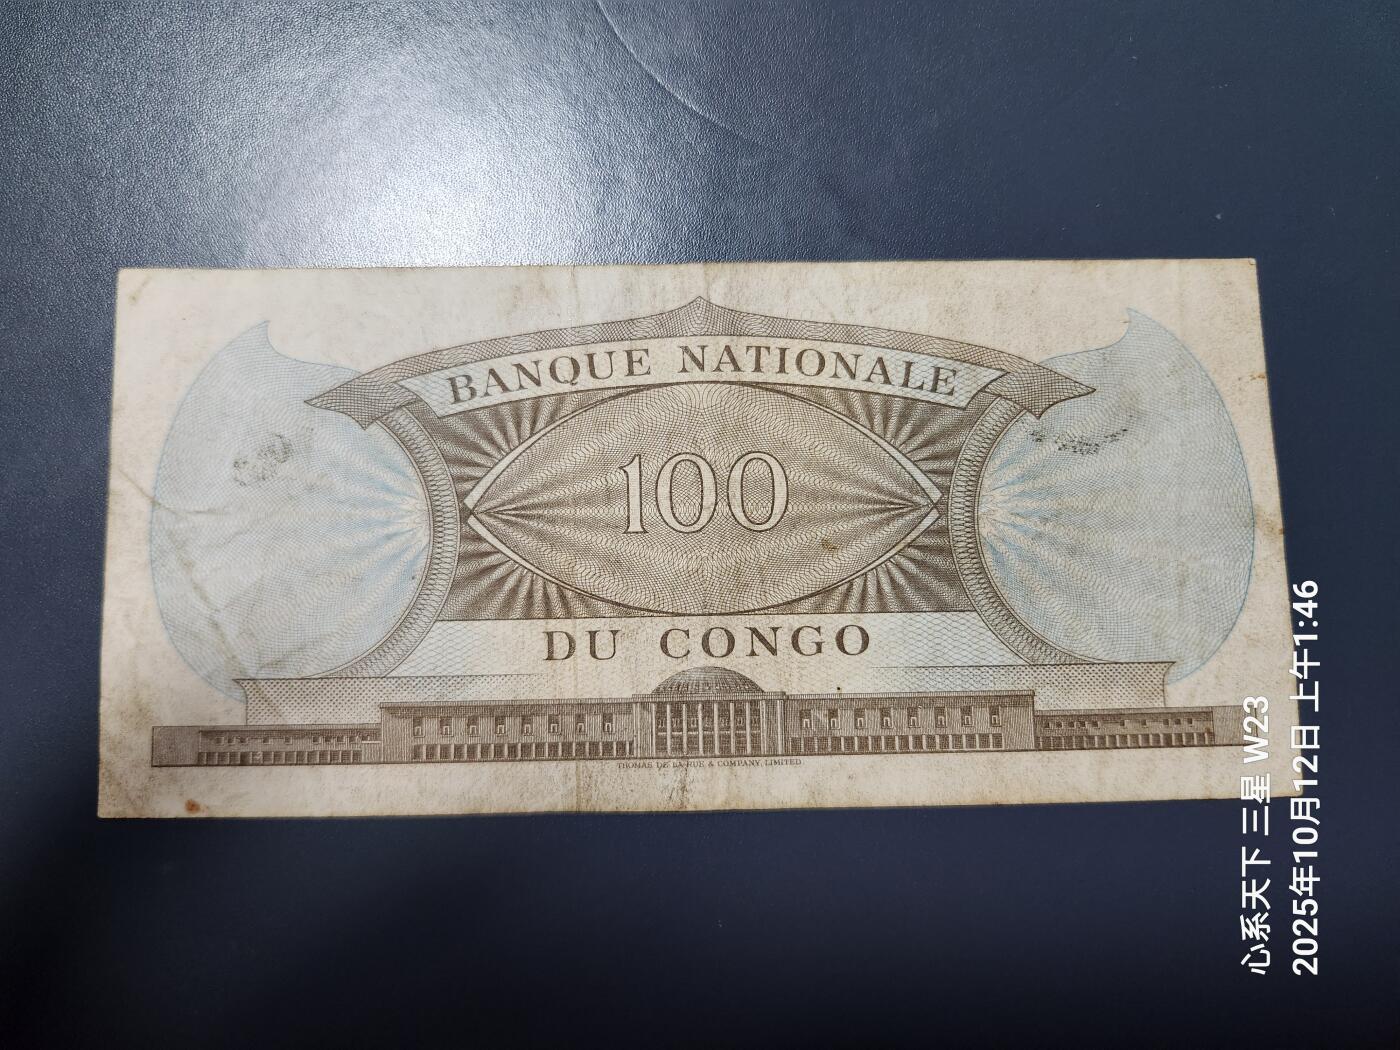 BANQUE NATIONALE
100
DU CONGO
THOMAS DE LA RUE & COMPANY, LIMITED
心系天下 三星 W23
2025年10月12日 上午1:46